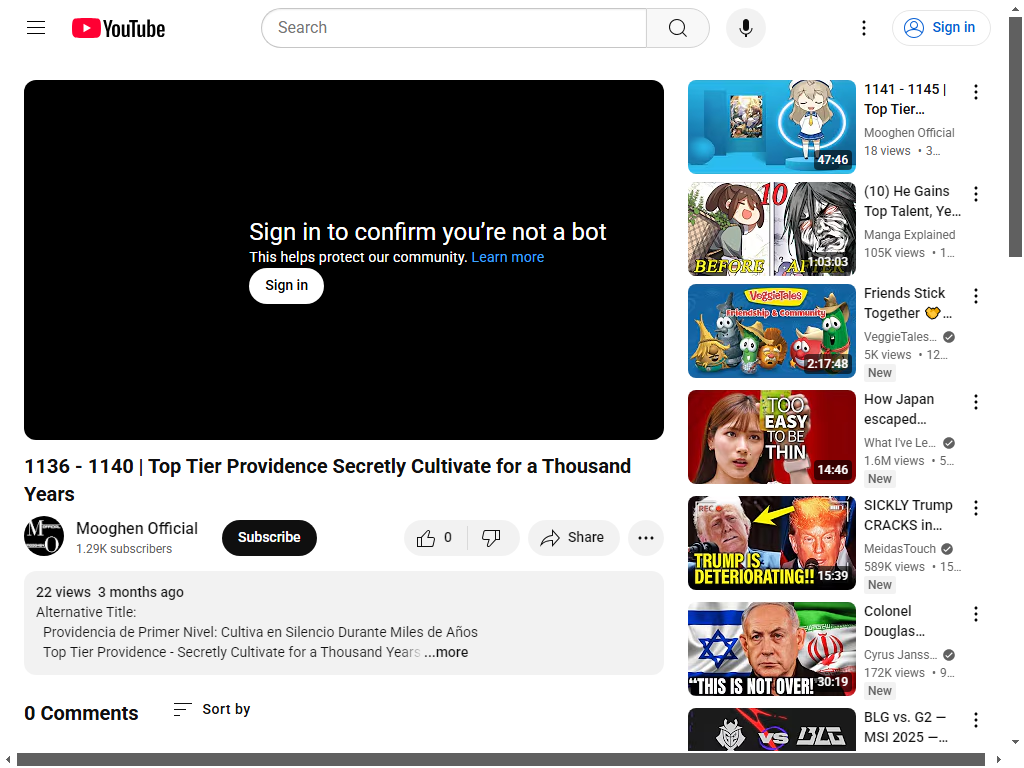 YouTube
Search
Sign in
Sign in to confirm you’re not a bot
This helps protect our community. Learn more
Sign in
1136 - 1140 | Top Tier Providence Secretly Cultivate for a Thousand
Years
Mooghen Official
1.29K subscribers
Subscribe
0
Share
22 views 3 months ago
Alternative Title:
Providencia de Primer Nivel: Cultiva en Silencio Durante Miles de Años
Top Tier Providence - Secretly Cultivate for a Thousand Years ...more
0 Comments
Sort by
47:46
1141 - 1145 |
Top Tier...
Mooghen Official
18 views • 3...
10
BEFORE
AFTER
1:03:03
(10) He Gains
Top Talent, Ye...
Manga Explained
105K views • 1...
VeggieTales
Friendship & Community
2:17:48
Friends Stick
Together 🤝...
VeggieTales...
5K views • 12...
New
TOO
EASY
TO BE
THIN
14:46
How Japan
escaped...
What I've Le...
1.6M views • 5...
New
REC
TRUMP IS
DETERIORATING!!
15:39
SICKLY Trump
CRACKS in...
MeidasTouch
589K views • 15...
New
“THIS IS NOT OVER!
30:19
Colonel
Douglas...
Cyrus Janss...
172K views • 9...
New
VS
BLG
BLG vs. G2 –
MSI 2025 –...